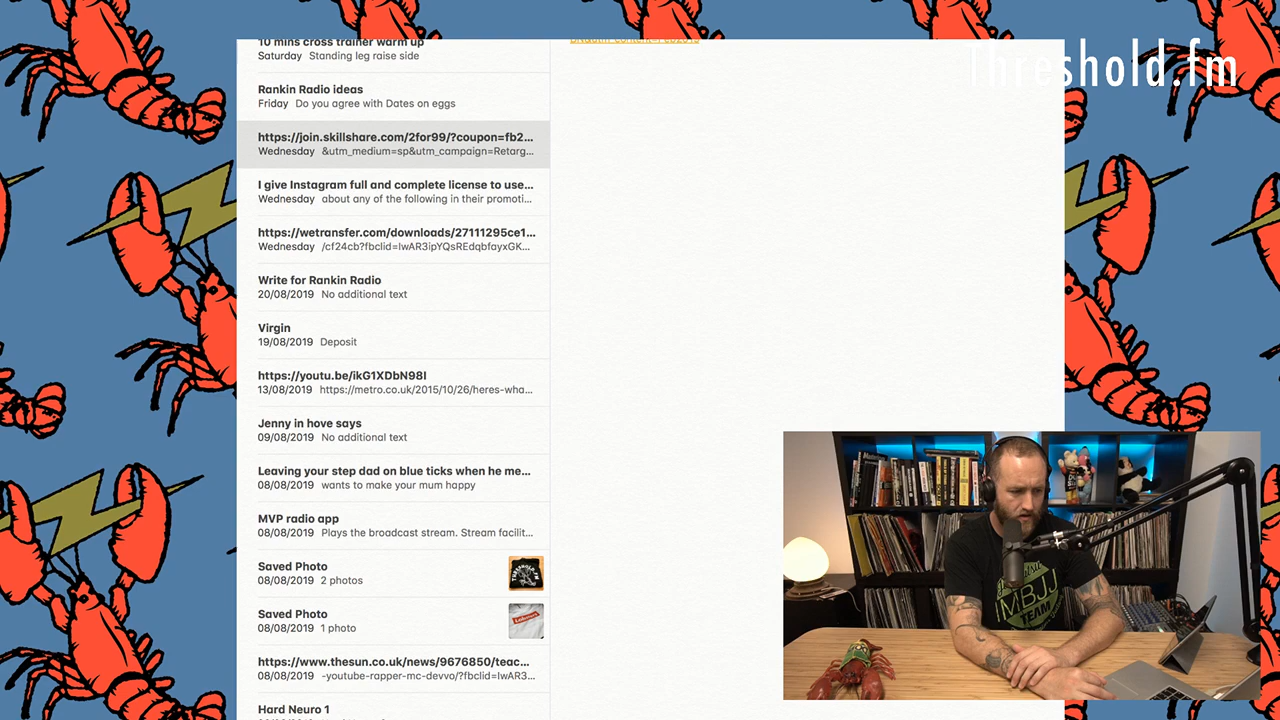 Threshold.fm
10 mins cross trainer warm up
Saturday Standing leg raise side
Rankin Radio ideas
Friday Do you agree with Dates on eggs
https://join.skillshare.com/2for99/?coupon=fb2...
Wednesday &utm_medium=sp&utm_campaign=Retarg...
I give Instagram full and complete license to use...
Wednesday about any of the following in their promoti...
https://wetransfer.com/downloads/27111295ce1...
Wednesday /cf24cb?fbclid=IwAR3ipYQsREdqbfayxGK...
Write for Rankin Radio
20/08/2019 No additional text
Virgin
19/08/2019 Deposit
https://youtu.be/ikG1XDbN98I
13/08/2019 https://metro.co.uk/2015/10/26/heres-wha...
Jenny in hove says
09/08/2019 No additional text
Leaving your step dad on blue ticks when he me...
08/08/2019 wants to make your mum happy
MVP radio app
08/08/2019 Plays the broadcast stream. Stream facilit...
Saved Photo
08/08/2019 2 photos
THRESHOLD.FM
Saved Photo
08/08/2019 1 photo
https://www.thesun.co.uk/news/9676850/teac...
08/08/2019 -youtube-rapper-mc-devvo/?fbclid=IwAR3...
Hard Neuro 1
MBJJ
TEAM